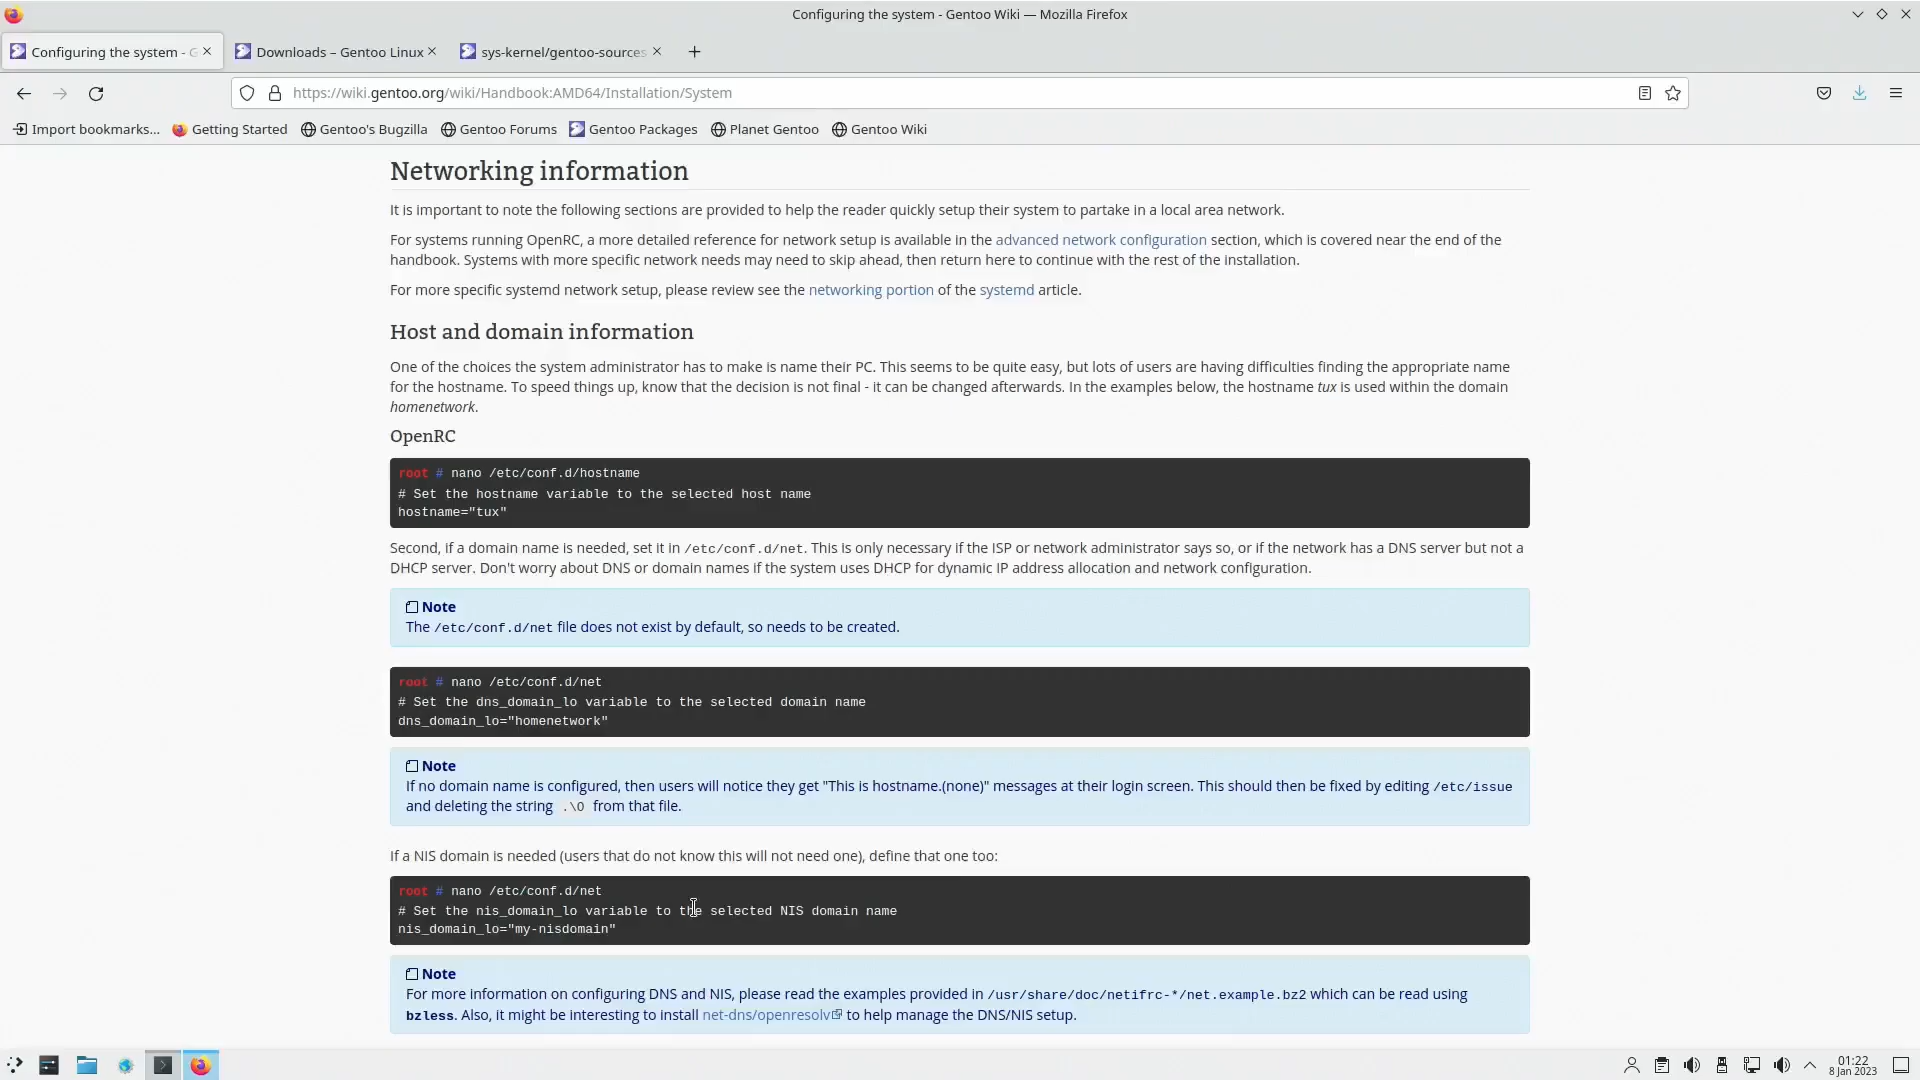 Configuring the system - Gentoo Wiki — Mozilla Firefox
Configuring the system - G
Downloads – Gentoo Linux
sys-kernel/gentoo-sources
https://wiki.gentoo.org/wiki/Handbook:AMD64/Installation/System
Import bookmarks... Getting Started Gentoo's Bugzilla Gentoo Forums Gentoo Packages Planet Gentoo Gentoo Wiki
Networking information
It is important to note the following sections are provided to help the reader quickly setup their system to partake in a local area network.
For systems running OpenRC, a more detailed reference for network setup is available in the advanced network configuration section, which is covered near the end of the
handbook. Systems with more specific network needs may need to skip ahead, then return here to continue with the rest of the installation.
For more specific systemd network setup, please review see the networking portion of the systemd article.
Host and domain information
One of the choices the system administrator has to make is name their PC. This seems to be quite easy, but lots of users are having difficulties finding the appropriate name
for the hostname. To speed things up, know that the decision is not final - it can be changed afterwards. In the examples below, the hostname tux is used within the domain
homenetwork.
OpenRC
root # nano /etc/conf.d/hostname
# Set the hostname variable to the selected host name
hostname="tux"
Second, if a domain name is needed, set it in /etc/conf.d/net. This is only necessary if the ISP or network administrator says so, or if the network has a DNS server but not a
DHCP server. Don't worry about DNS or domain names if the system uses DHCP for dynamic IP address allocation and network configuration.
Note
The /etc/conf.d/net file does not exist by default, so needs to be created.
root # nano /etc/conf.d/net
# Set the dns_domain_lo variable to the selected domain name
dns_domain_lo="homenetwork"
Note
If no domain name is configured, then users will notice they get "This is hostname.(none)" messages at their login screen. This should then be fixed by editing /etc/issue
and deleting the string .\O from that file.
If a NIS domain is needed (users that do not know this will not need one), define that one too:
root # nano /etc/conf.d/net
# Set the nis_domain_lo variable to the selected NIS domain name
nis_domain_lo="my-nisdomain"
Note
For more information on configuring DNS and NIS, please read the examples provided in /usr/share/doc/netifrc-*/net.example.bz2 which can be read using
bzless. Also, it might be interesting to install net-dns/openresolv to help manage the DNS/NIS setup.
01:22
8 Jan 2023